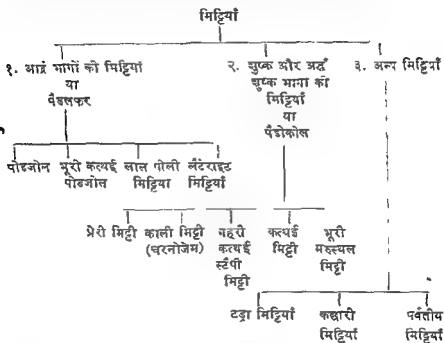 मिट्टियाँ
१. आर्द्र भागों की मिट्टियाँ २. शुष्क और अर्द्ध ३. अन्य मिट्टियाँ
या शुष्क भागों की
पैडलफर मिट्टियाँ
या
पैडोकोल
पोडजोल भूरी कत्थई लाल पीली लैटेराइट
पोडजोल मिट्टिया मिट्टियाँ
प्रेरी मिट्टी काली मिट्टी गहरी कत्थई भूरी
(चरनोजेम) कत्थई मिट्टी मरुस्थल
स्टैपी मिट्टी
मिट्टी
टड्रा मिट्टियाँ कछारी पर्वतीय
मिट्टियाँ मिट्टियाँ